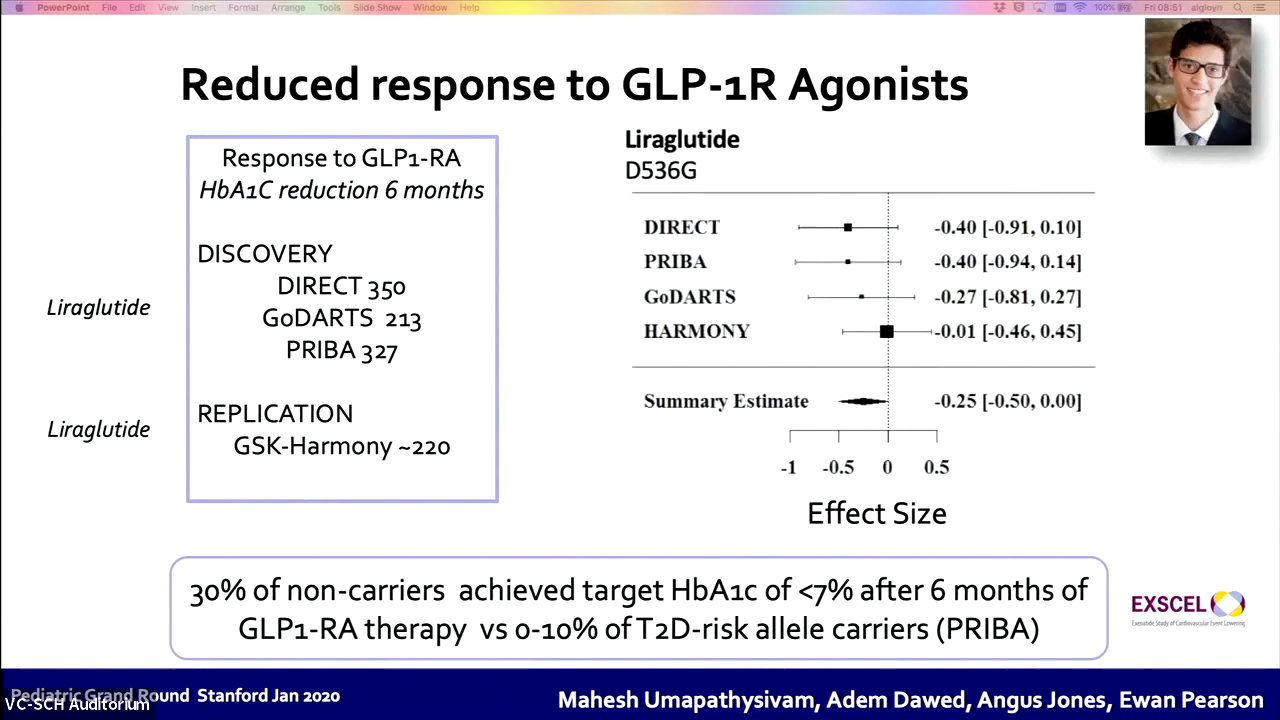 PowerPoint File Edit View Insert Format Arrange Tools Slide Show Window Help 100% Fri 08:51 algloyn
Reduced response to GLP-1R Agonists
Response to GLP1-RA
HbA1C reduction 6 months
DISCOVERY
DIRECT 350
Liraglutide
GoDARTS 213
PRIBA 327
REPLICATION
Liraglutide
GSK-Harmony ~220
Liraglutide
D536G
DIRECT -0.40 [-0.91, 0.10]
PRIBA -0.40 [-0.94, 0.14]
GoDARTS -0.27 [-0.81, 0.27]
HARMONY -0.01 [-0.46, 0.45]
Summary Estimate -0.25 [-0.50, 0.00]
-1 -0.5 0 0.5
Effect Size
30% of non-carriers achieved target HbA1c of <7% after 6 months of
GLP1-RA therapy vs 0-10% of T2D-risk allele carriers (PRIBA)
EXSCEL
Exenatide Study of Cardiovascular Event Lowering
Pediatric Grand Round Stanford Jan 2020
VC-SCH Auditorium
Mahesh Umapathysivam, Adem Dawed, Angus Jones, Ewan Pearson